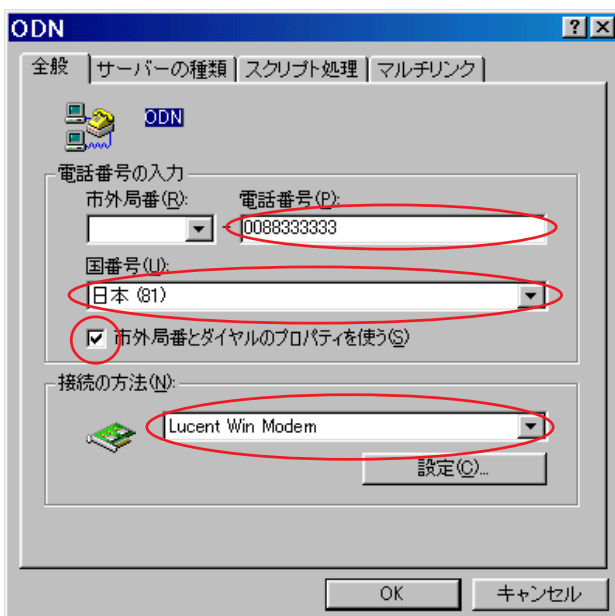 ODN
全般 サーバーの種類 スクリプト処理 マルチリンク
ODN
電話番号の入力
市外局番(R): 電話番号(P):
- 0088333333
国番号(U):
日本 (81)
市外局番とダイヤルのプロパティを使う(S)
接続の方法(N):
Lucent Win Modem
設定(C)...
OK キャンセル